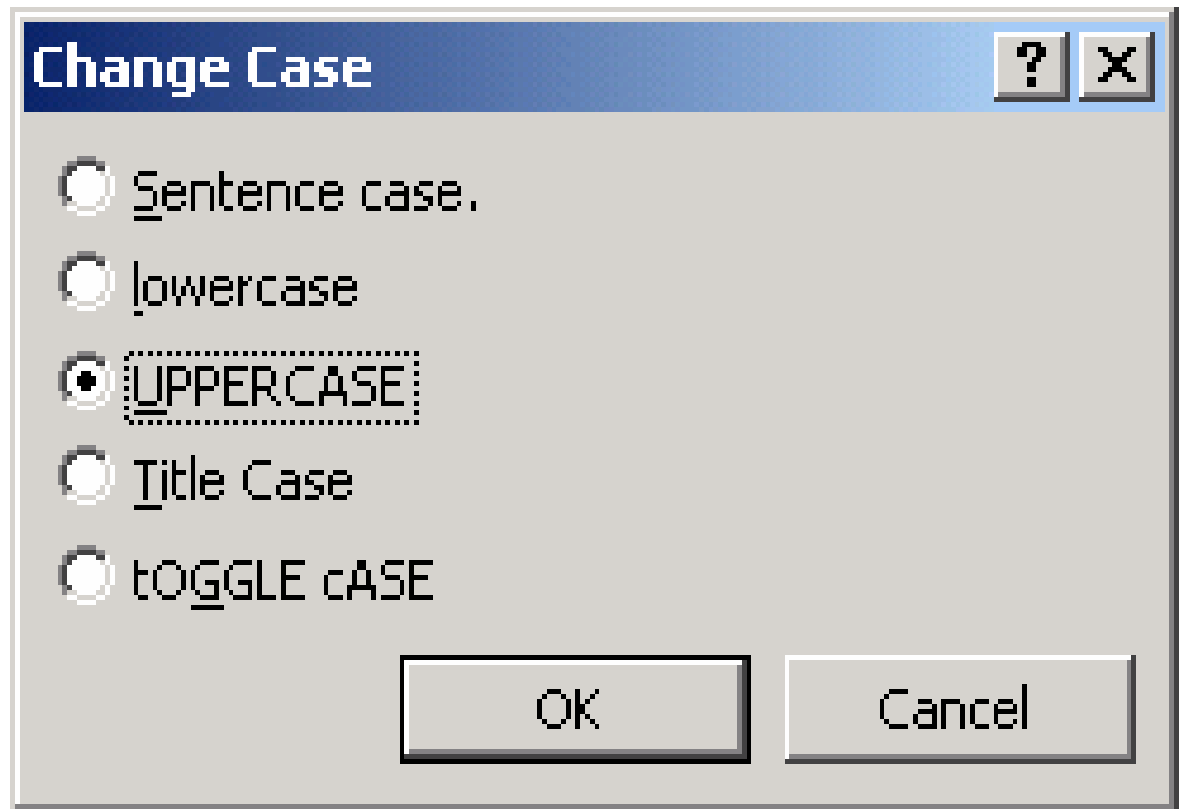 Change Case
Sentence case.
lowercase
UPPERCASE
Title Case
tOGGLE cASE
OK Cancel